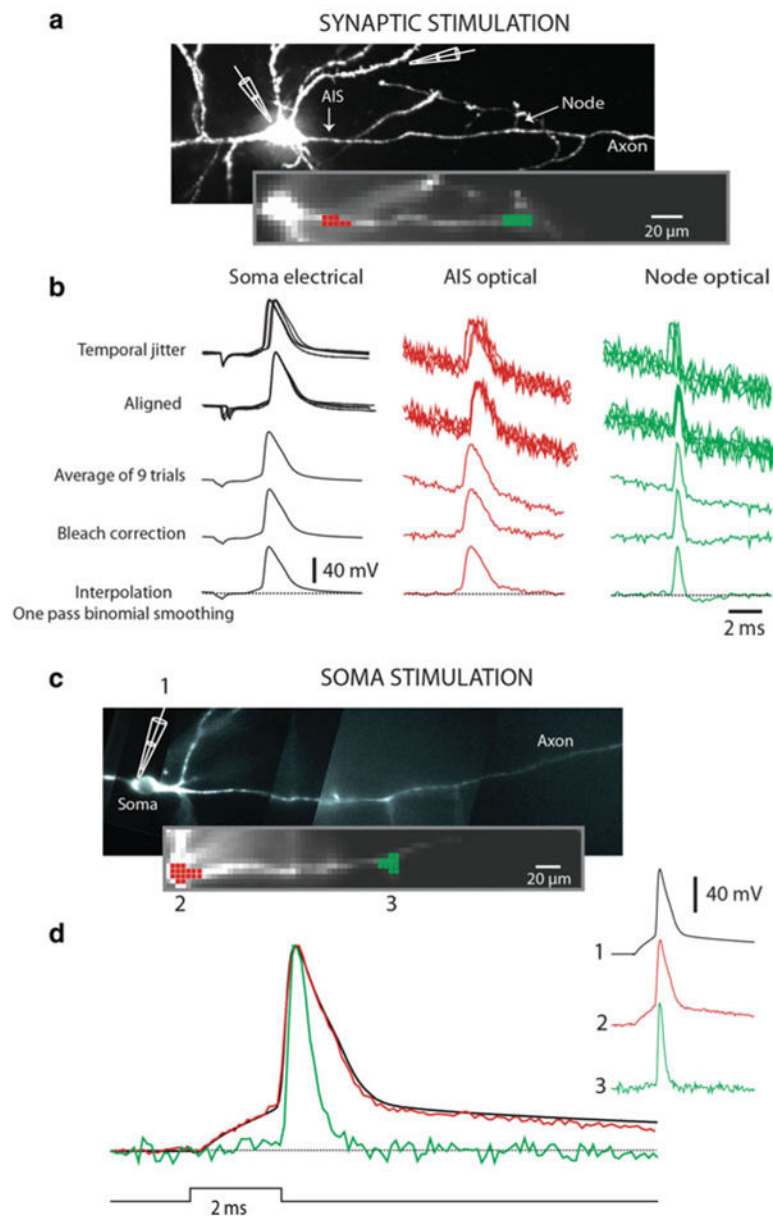 a
SYNAPTIC STIMULATION
AIS
Node
Axon
20 µm
b
Soma electrical
AIS optical
Node optical
Temporal jitter
Aligned
Average of 9 trials
Bleach correction
40 mV
Interpolation
One pass binomial smoothing
2 ms
c
1
SOMA STIMULATION
Axon
Soma
20 µm
2
3
40 mV
d
1
2
3
2 ms